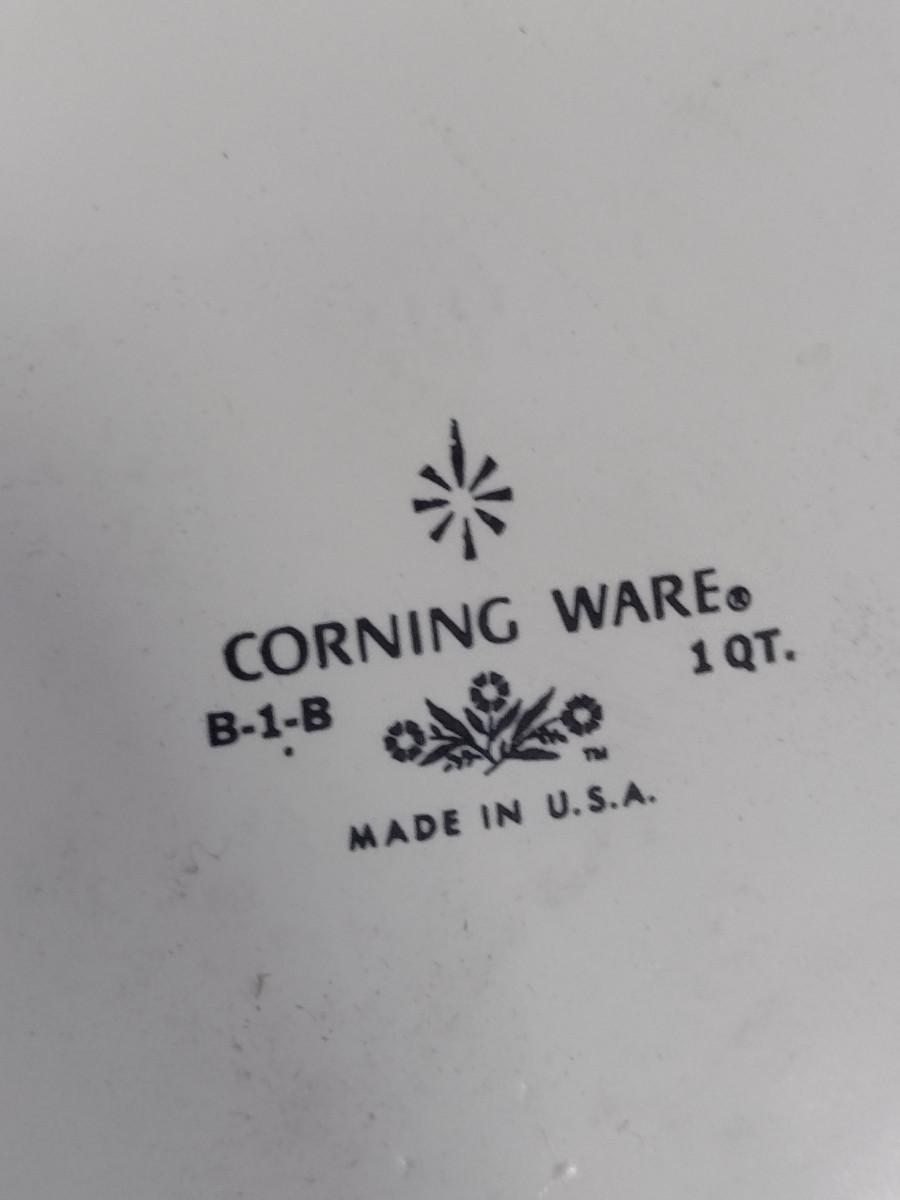 CORNING WARE®
B-1-B 1 QT.
TM
MADE IN U.S.A.